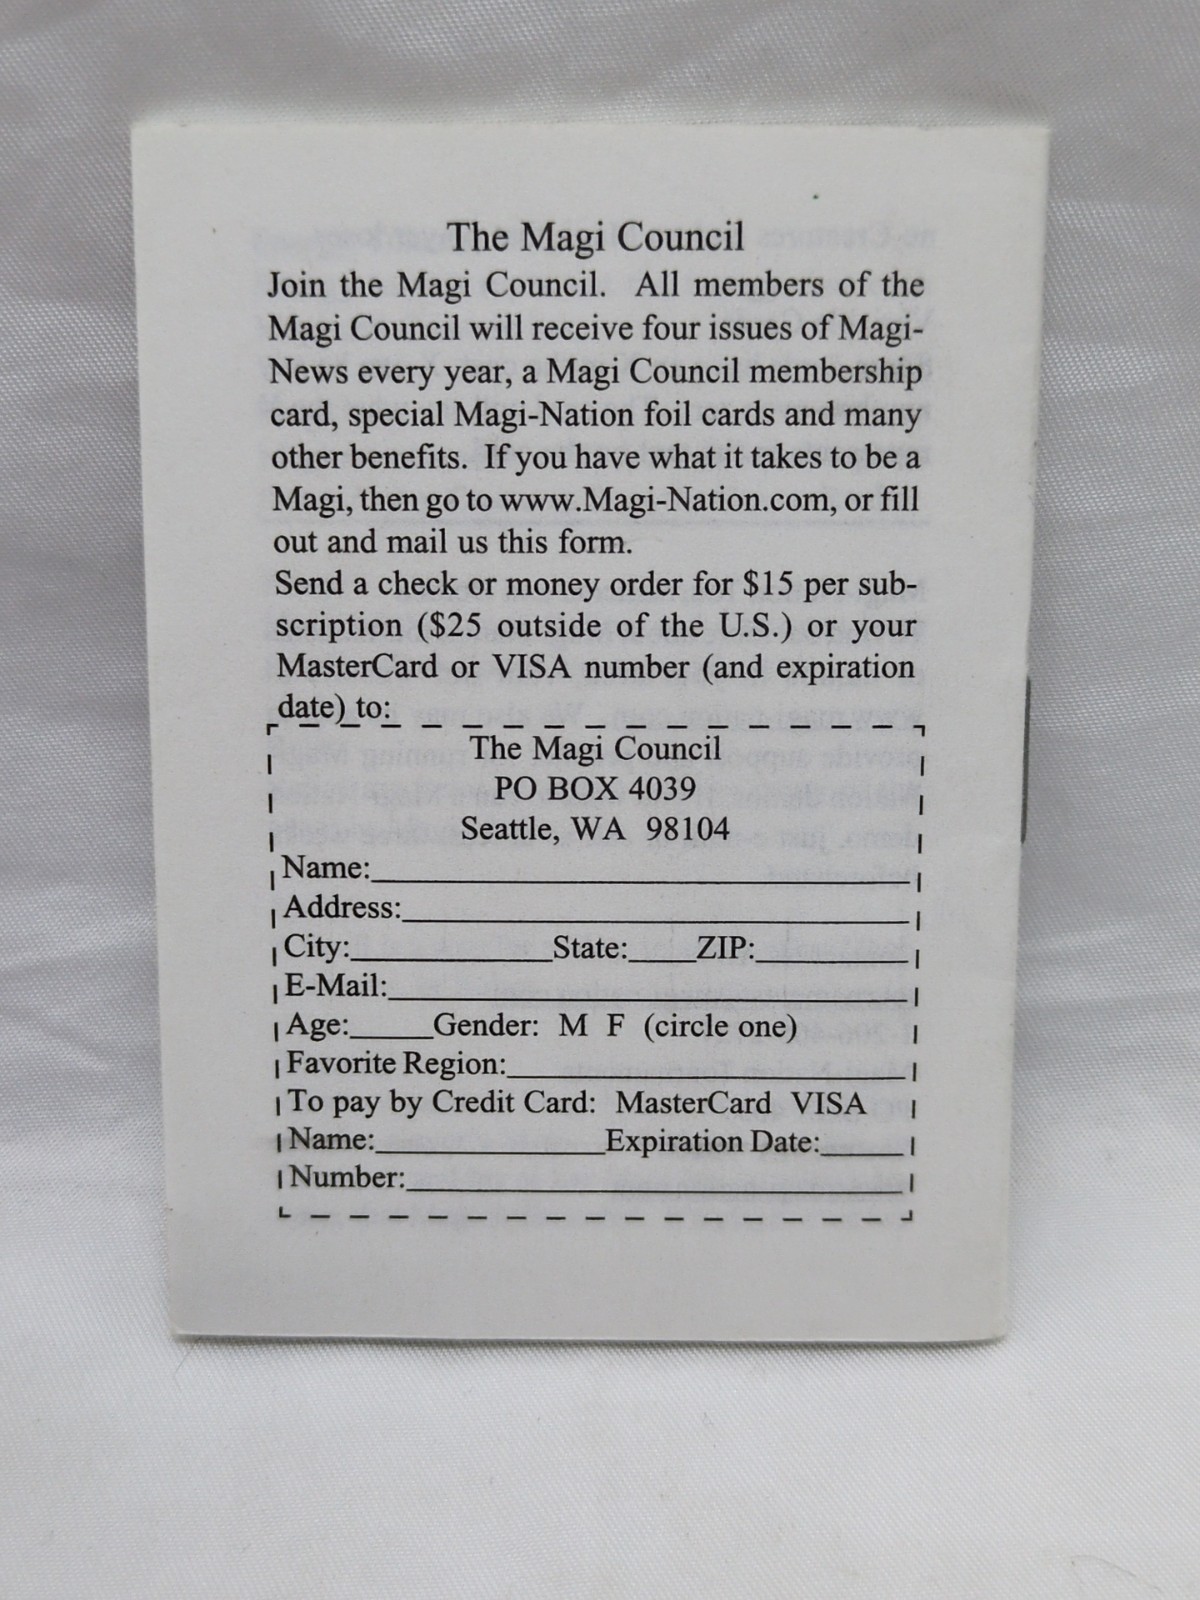 The Magi Council
Join the Magi Council. All members of the
Magi Council will receive four issues of Magi-
News every year, a Magi Council membership
card, special Magi-Nation foil cards and many
other benefits. If you have what it takes to be a
Magi, then go to www.Magi-Nation.com, or fill
out and mail us this form.
Send a check or money order for $15 per sub-
scription ($25 outside of the U.S.) or your
MasterCard or VISA number (and expiration
date) to:
The Magi Council
PO BOX 4039
Seattle, WA 98104
Name:
Address:
City: State: ZIP:
E-Mail:
Age: Gender: M F (circle one)
Favorite Region:
To pay by Credit Card: MasterCard VISA
Name: Expiration Date:
Number: